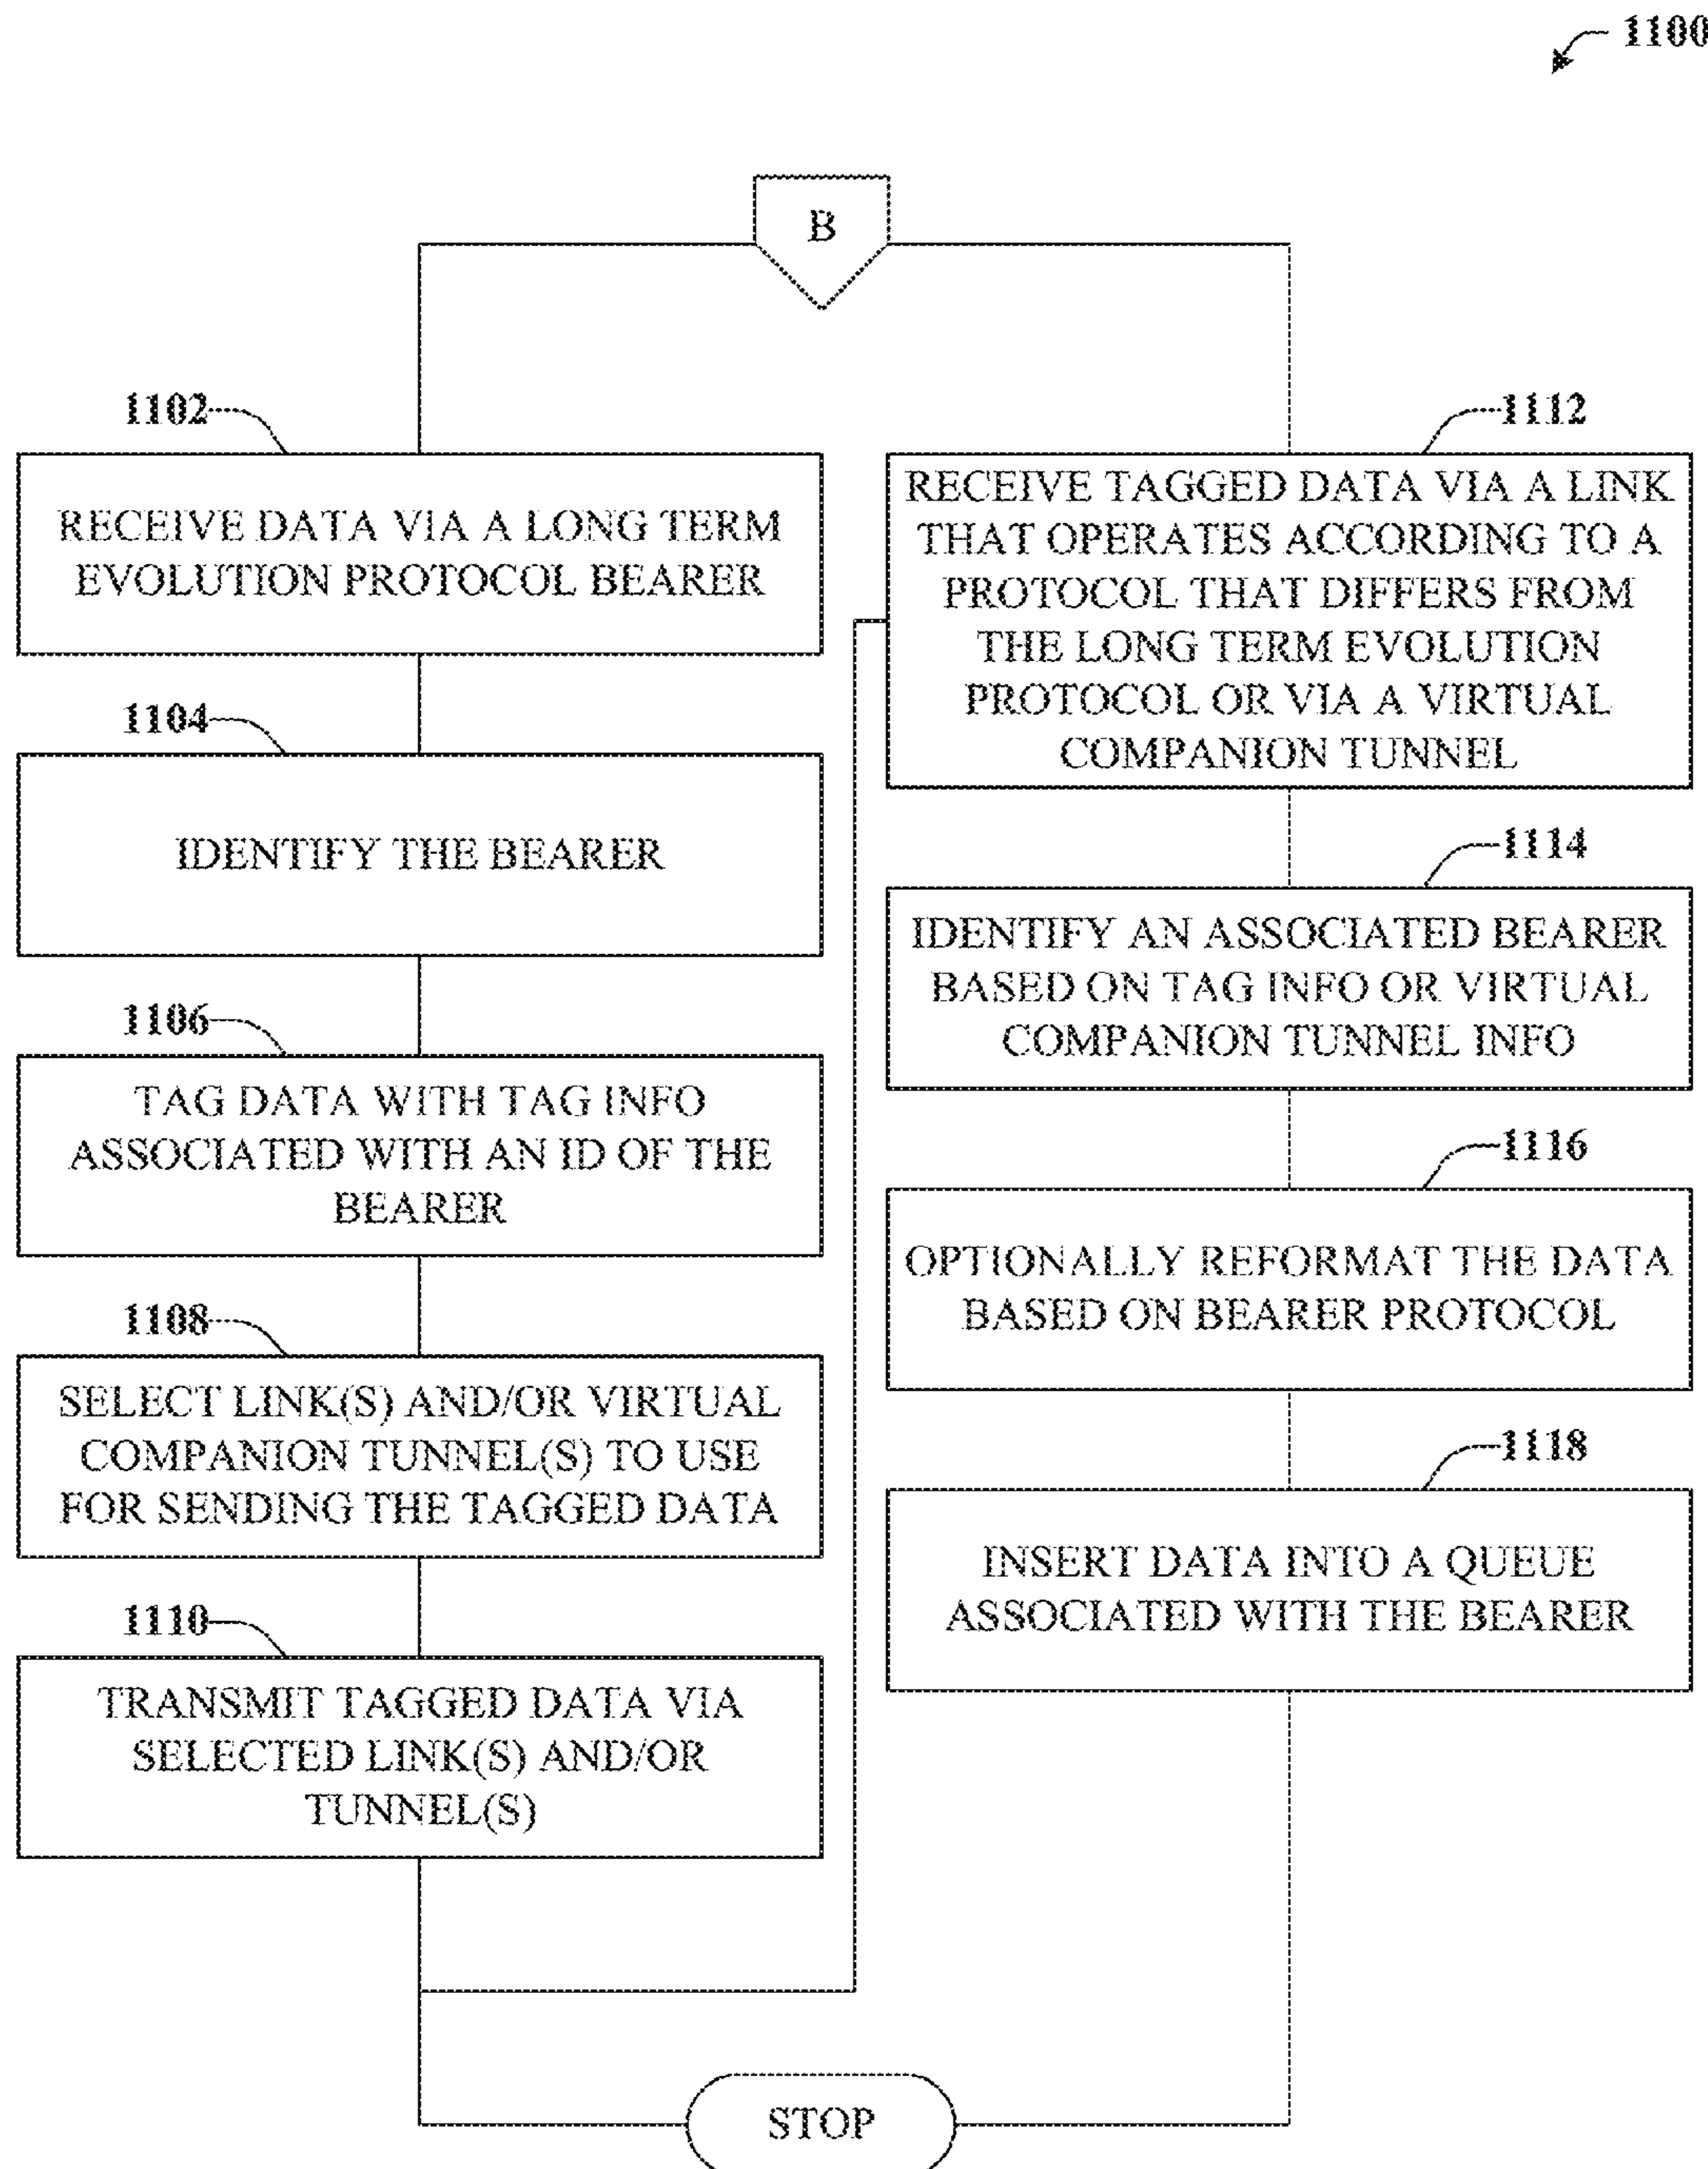 1100
B
1102
RECEIVE DATA VIA A LONG TERM
EVOLUTION PROTOCOL BEARER
1104
IDENTIFY THE BEARER
1106
TAG DATA WITH TAG INFO
ASSOCIATED WITH AN ID OF THE
BEARER
1108
SELECT LINK(S) AND/OR VIRTUAL
COMPANION TUNNEL(S) TO USE
FOR SENDING THE TAGGED DATA
1110
TRANSMIT TAGGED DATA VIA
SELECTED LINK(S) AND/OR
TUNNEL(S)
1112
RECEIVE TAGGED DATA VIA A LINK
THAT OPERATES ACCORDING TO A
PROTOCOL THAT DIFFERS FROM
THE LONG TERM EVOLUTION
PROTOCOL OR VIA A VIRTUAL
COMPANION TUNNEL
1114
IDENTIFY AN ASSOCIATED BEARER
BASED ON TAG INFO OR VIRTUAL
COMPANION TUNNEL INFO
1116
OPTIONALLY REFORMAT THE DATA
BASED ON BEARER PROTOCOL
1118
INSERT DATA INTO A QUEUE
ASSOCIATED WITH THE BEARER
STOP